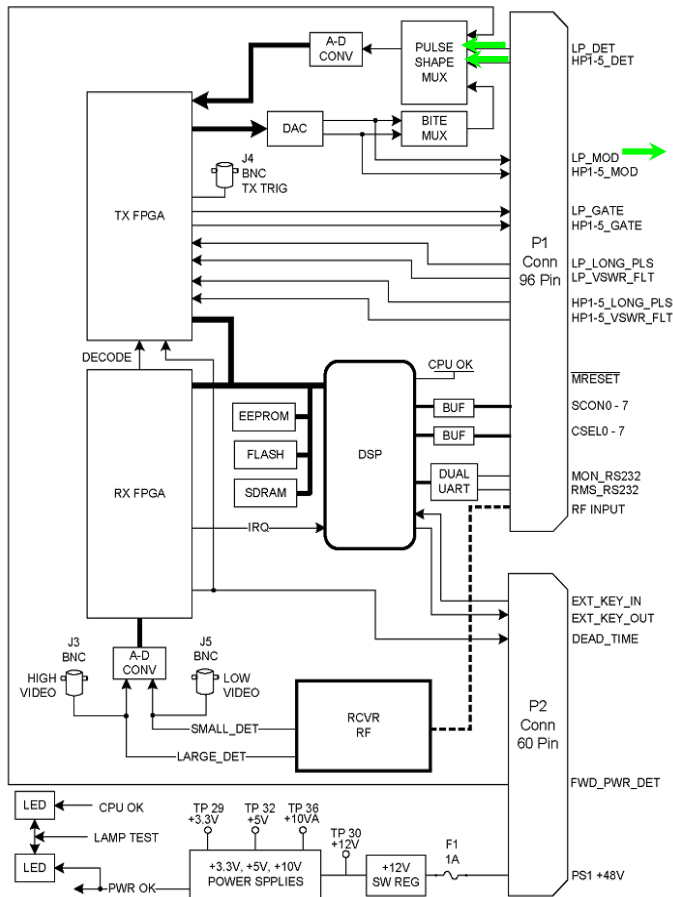 A-D
CONV
PULSE
SHAPE
MUX
LP_DET
HP1-5_DET
DAC
BITE
MUX
J4
BNC
TX TRIG
LP_MOD
HP1-5_MOD
TX FPGA
LP_GATE
HP1-5_GATE
P1
Conn
96 Pin
LP_LONG_PLS
LP_VSWR_FLT
HP1-5_LONG_PLS
HP1-5_VSWR_FLT
DECODE
CPU OK
MRESET
EEPROM
BUF
SCON0 - 7
FLASH
DSP
BUF
CSEL0 - 7
SDRAM
RX FPGA
DUAL
UART
MON_RS232
RMS_RS232
RF INPUT
IRQ
EXT_KEY_IN
EXT_KEY_OUT
DEAD_TIME
J3
BNC
A-D
CONV
J5
BNC
HIGH
VIDEO
LOW
VIDEO
RCVR
RF
P2
Conn
60 Pin
SMALL_DET
LARGE_DET
FWD_PWR_DET
LED
CPU OK
LAMP TEST
LED
PWR OK
TP 29
+3.3V
TP 32
+5V
TP 36
+10VA
TP 30
+12V
+3.3V, +5V, +10V
POWER SPPLIES
+12V
SW REG
F1
1A
PS1 +48V